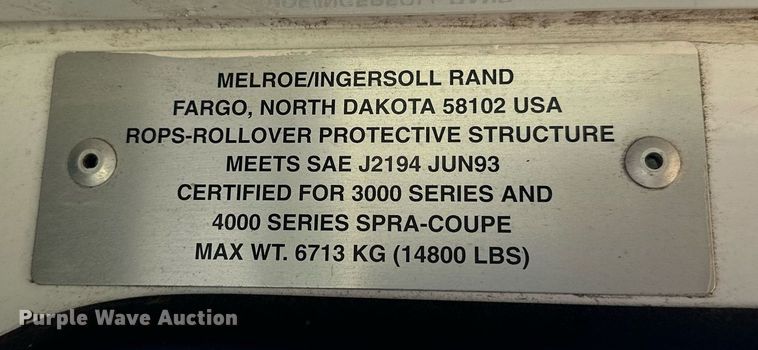 MELROE/INGERSOLL RAND
FARGO, NORTH DAKOTA 58102 USA
ROPS-ROLLOVER PROTECTIVE STRUCTURE
MEETS SAE J2194 JUN93
CERTIFIED FOR 3000 SERIES AND
4000 SERIES SPRA-COUPE
MAX WT. 6713 KG (14800 LBS)
Purple Wave Auction